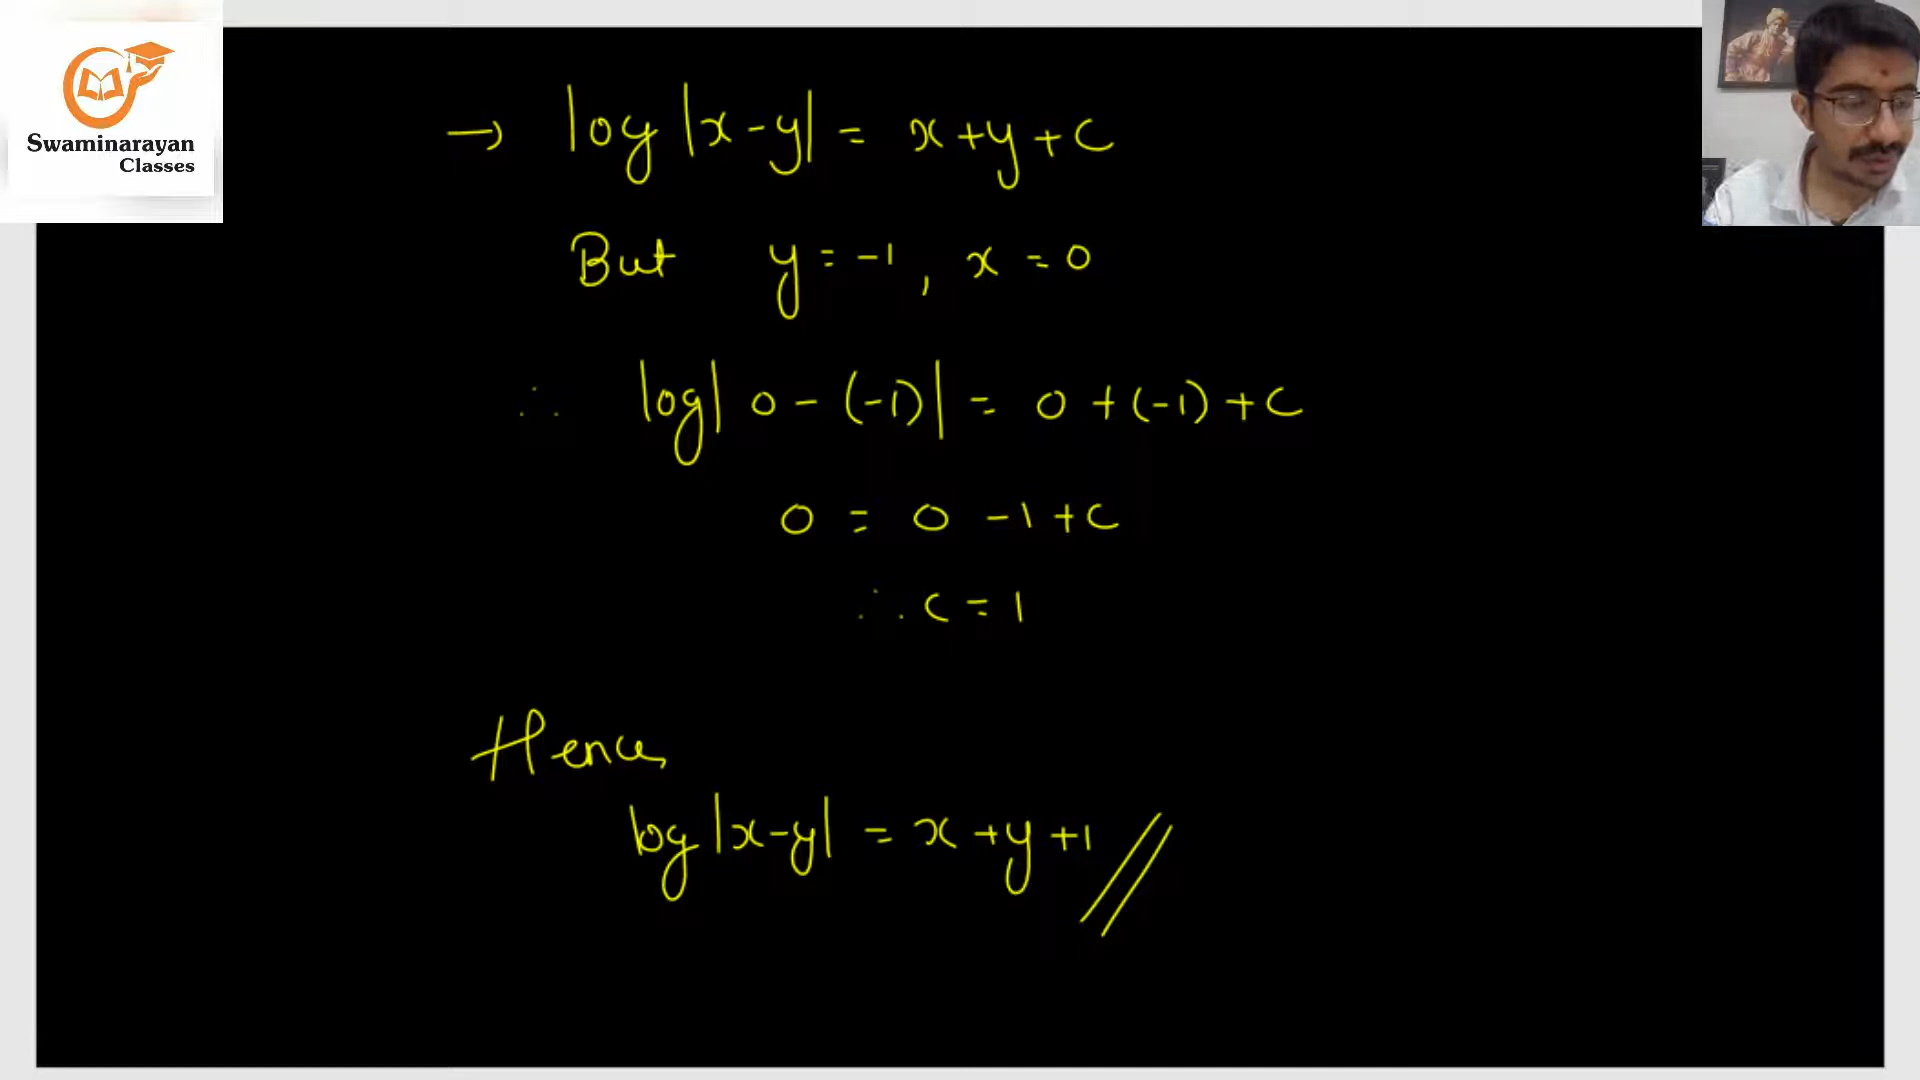 Swaminarayan
Classes
→ log |x-y| = x+y+c
But y = -1, x = 0
∴ log| 0 - (-1)| = 0 + (-1) + c
0 = 0 - 1 + c
∴ c = 1
Hence,
log |x-y| = x + y + 1 //